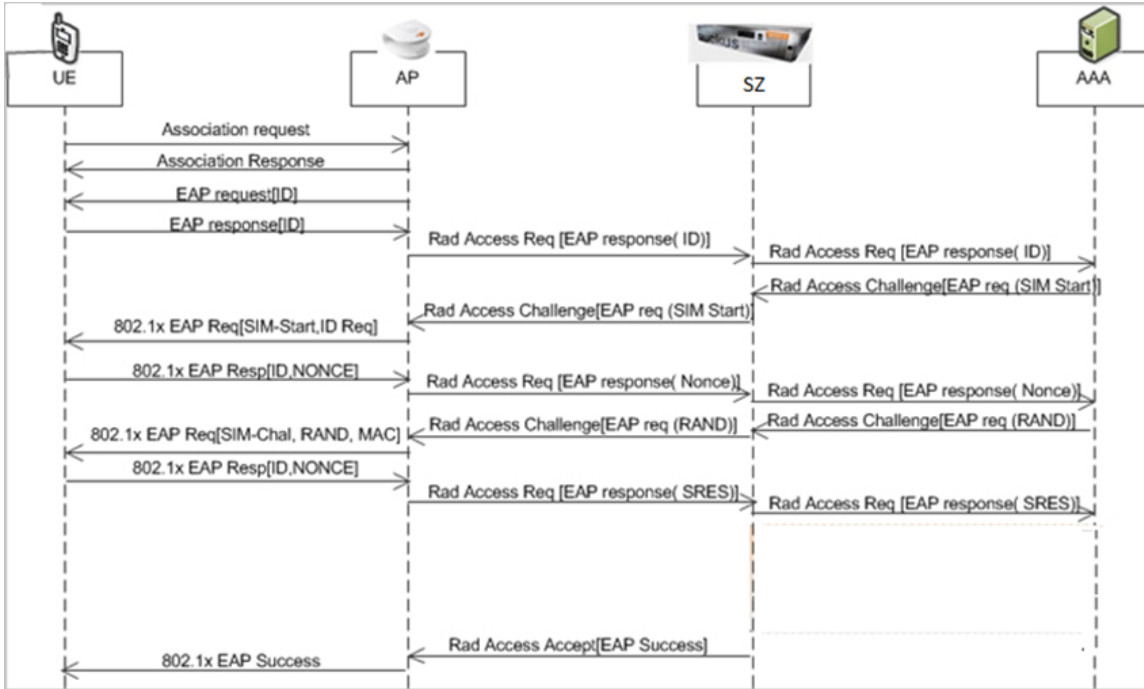 UE
AP
SZ
AAA
Association request
Association Response
EAP request[ID]
EAP response[ID]
Rad Access Req [EAP response( ID)]
Rad Access Req [EAP response( ID)]
Rad Access Challenge[EAP req (SIM Start)]
Rad Access Challenge[EAP req (SIM Start)]
802.1x EAP Req[SIM-Start,ID Req]
802.1x EAP Resp[ID,NONCE]
Rad Access Req [EAP response( Nonce)]
Rad Access Req [EAP response( Nonce)]
Rad Access Challenge[EAP req (RAND)]
Rad Access Challenge[EAP req (RAND)]
802.1x EAP Req[SIM-Chal, RAND, MAC]
802.1x EAP Resp[ID,NONCE]
Rad Access Req [EAP response( SRES)]
Rad Access Req [EAP response( SRES)]
Rad Access Accept[EAP Success]
802.1x EAP Success